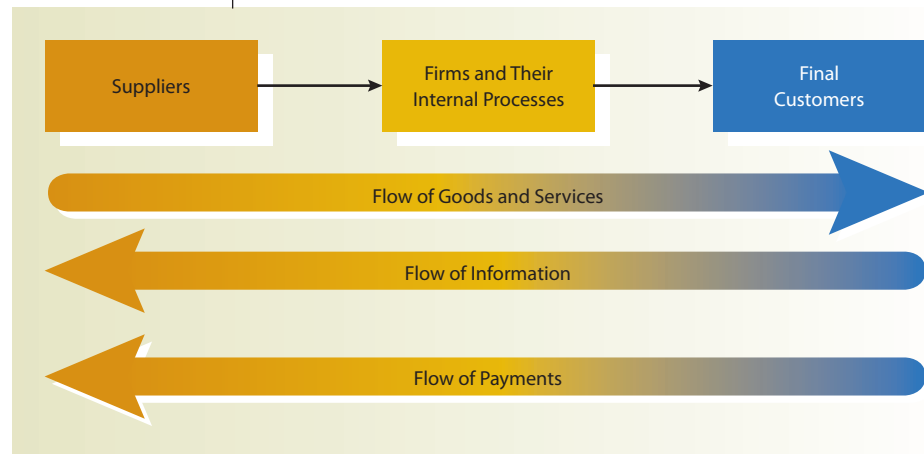 Suppliers
Firms and Their
Internal Processes
Final
Customers
Flow of Goods and Services
Flow of Information
Flow of Payments